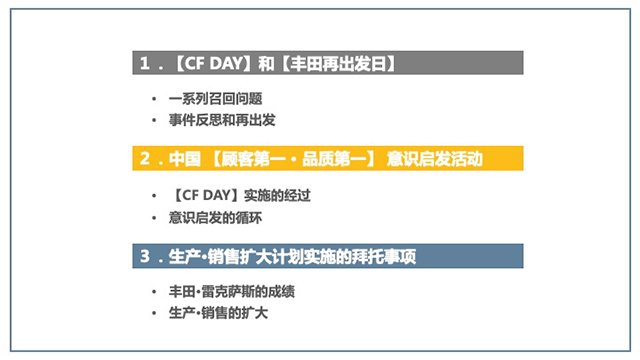 1．【CF DAY】和【丰田再出发日】
• 一系列召回问题
• 事件反思和再出发
2．中国 【顾客第一・品质第一】 意识启发活动
• 【CF DAY】实施的经过
• 意识启发的循环
3．生产•销售扩大计划实施的拜托事项
• 丰田•雷克萨斯的成绩
• 生产•销售的扩大